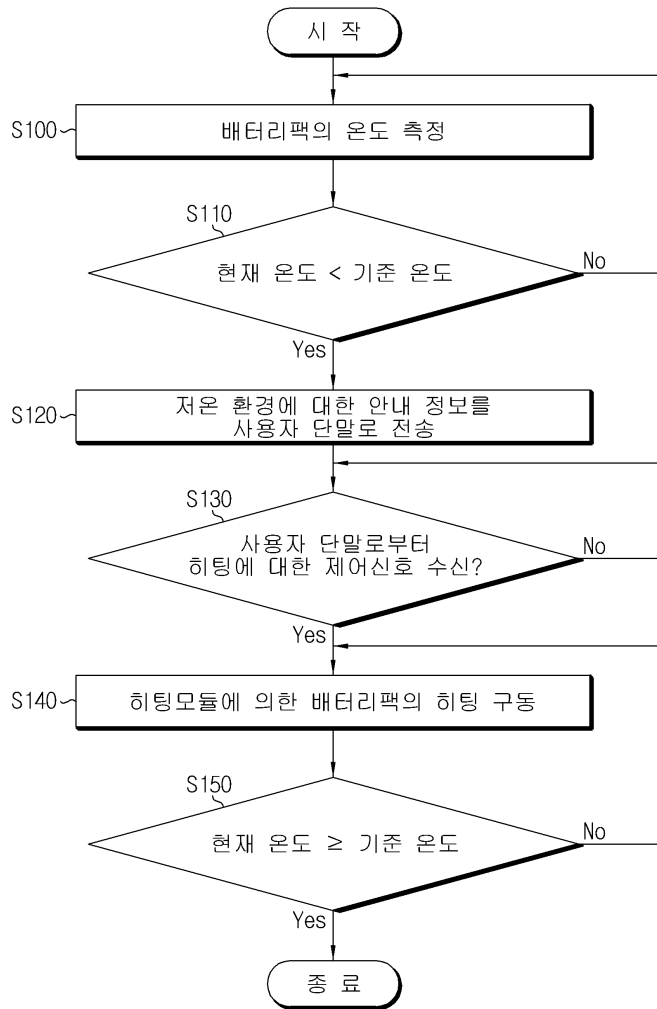 시 작
S100
배터리팩의 온도 측정
S110
현재 온도 < 기준 온도
No
Yes
S120
저온 환경에 대한 안내 정보를
사용자 단말로 전송
S130
사용자 단말로부터
히팅에 대한 제어신호 수신?
No
Yes
S140
히팅모듈에 의한 배터리팩의 히팅 구동
S150
현재 온도 ≥ 기준 온도
No
Yes
종 료